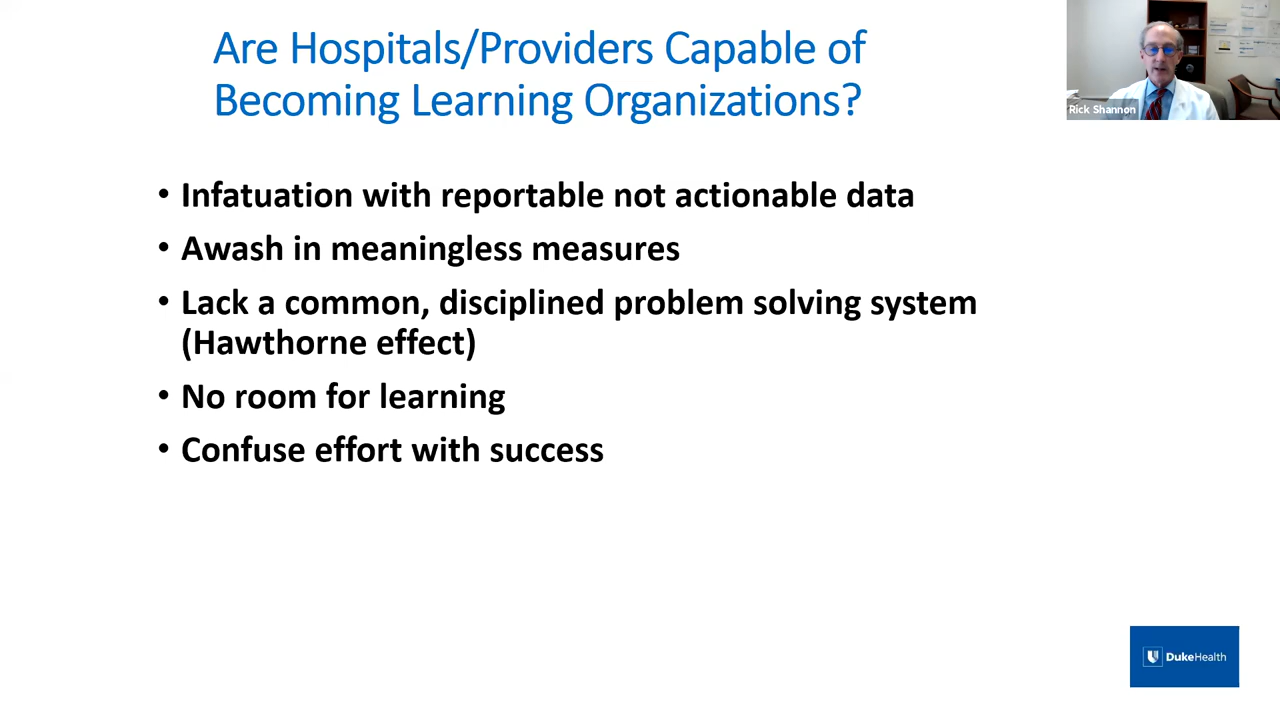 Are Hospitals/Providers Capable of
Becoming Learning Organizations?
Rick Shannon
• Infatuation with reportable not actionable data
• Awash in meaningless measures
• Lack a common, disciplined problem solving system
(Hawthorne effect)
• No room for learning
• Confuse effort with success
DukeHealth